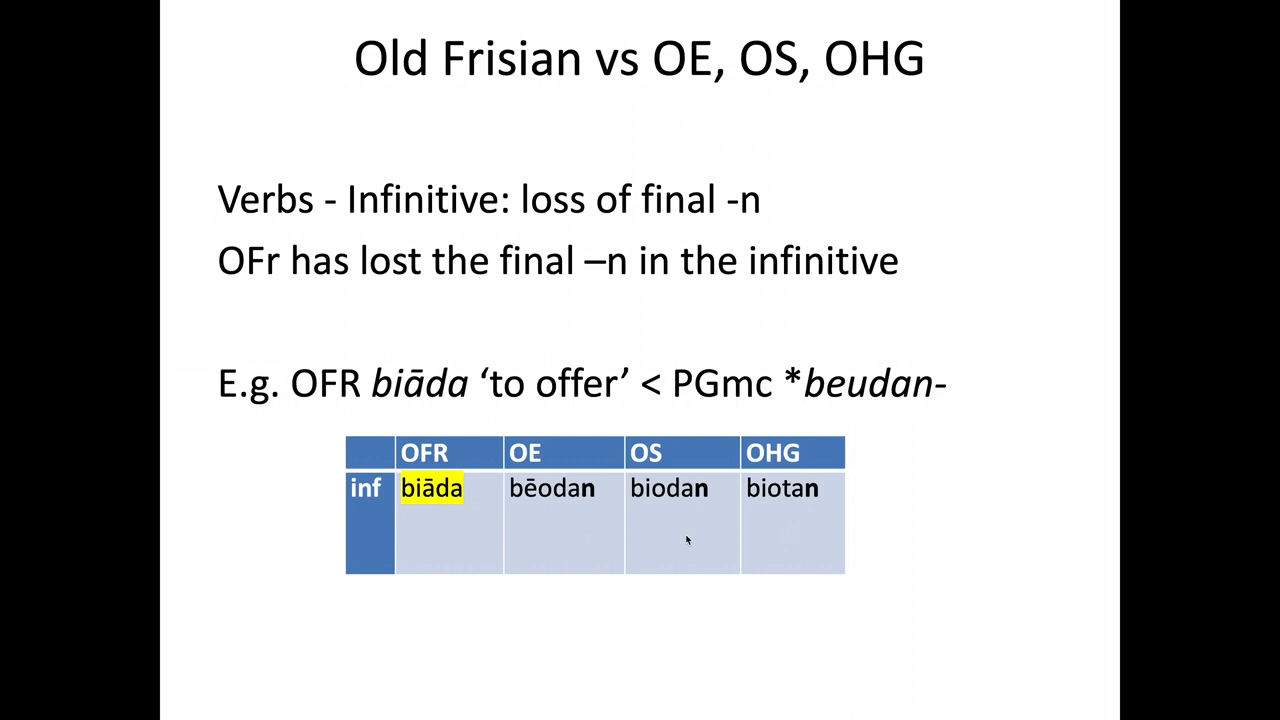 Old Frisian vs OE, OS, OHG
Verbs - Infinitive: loss of final -n
OFr has lost the final –n in the infinitive
E.g. OFR biāda ‘to offer’ < PGmc *beudan-
OFR OE OS OHG
inf biāda bēodan biodan biotan